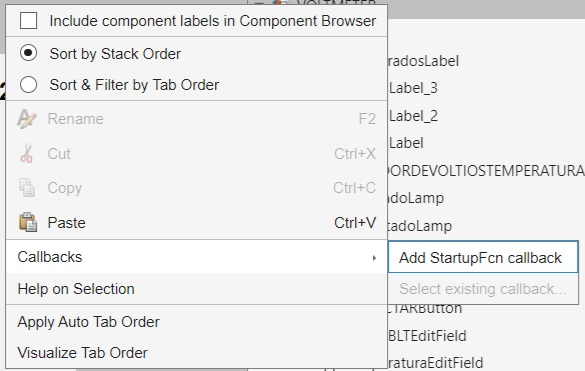 VOLTMETER
Include component labels in Component Browser
Sort by Stack Order
radosLabel
Sort & Filter by Tab Order
Label_3
Rename F2
Label_2
Cut Ctrl+X
Label
Copy Ctrl+C
DORDEVOLTIOSTEMPERATURA
adoLamp
Paste Ctrl+V
tadoLamp
Callbacks
Add StartupFcn callback
Help on Selection
Select existing callback...
Apply Auto Tab Order
CTARButton
BLTEditField
Visualize Tab Order
eraturaEditField